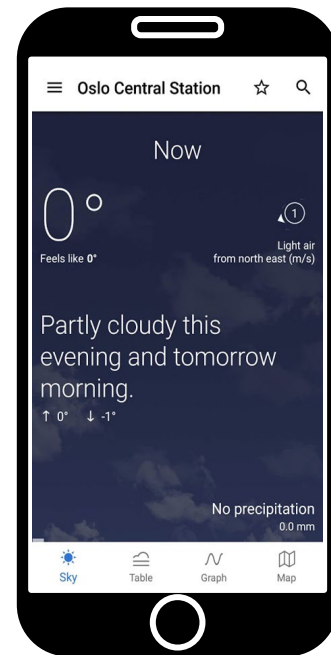 Oslo Central Station
Now
0°
1
Feels like 0°
Light air
from north east (m/s)
Partly cloudy this
evening and tomorrow
morning.
↑ 0° ↓ -1°
No precipitation
0.0 mm
Sky Table Graph Map